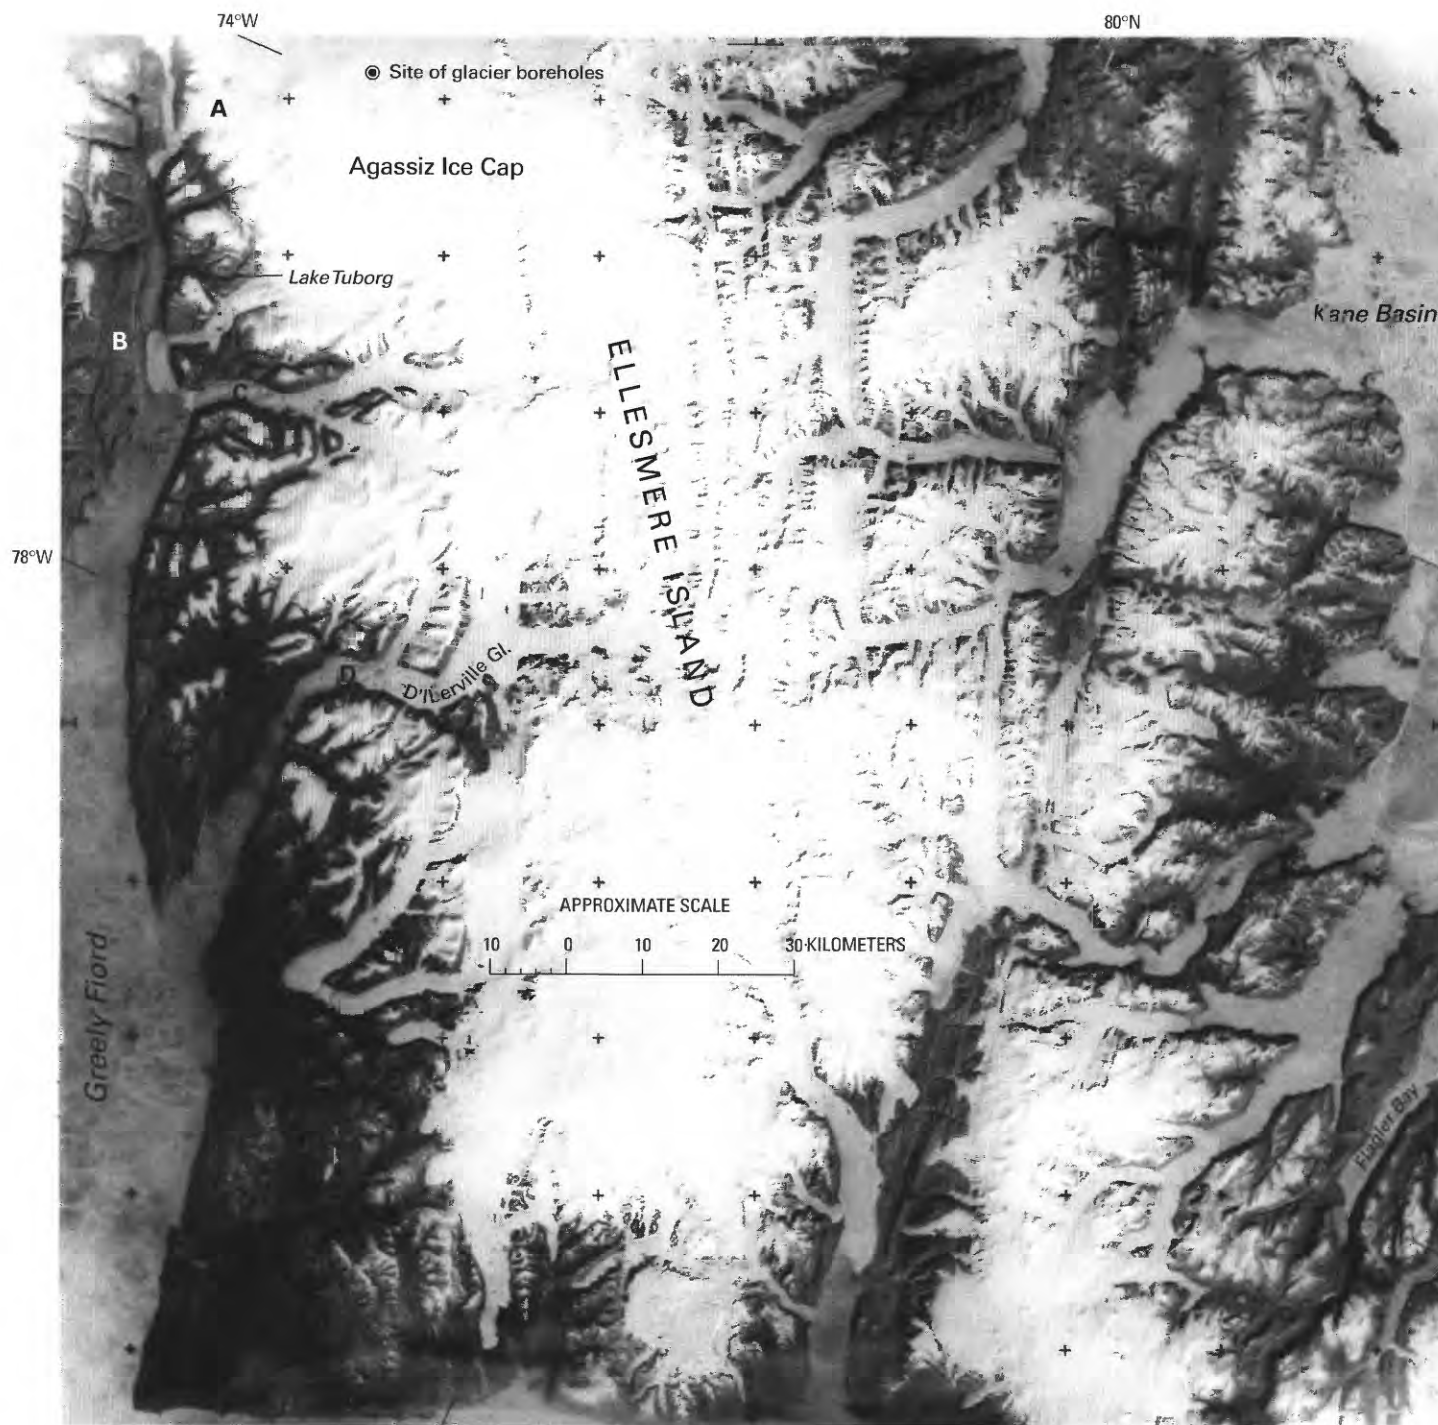 74°W
80°N
Site of glacier boreholes
A
Agassiz Ice Cap
Lake Tuborg
Kane Basin
B
ELLESMERE ISLAND
C
78°W
D
D'Iberville Gl.
APPROXIMATE SCALE
10 0 10 20 30 KILOMETERS
Greely Fiord
Flagler Bay